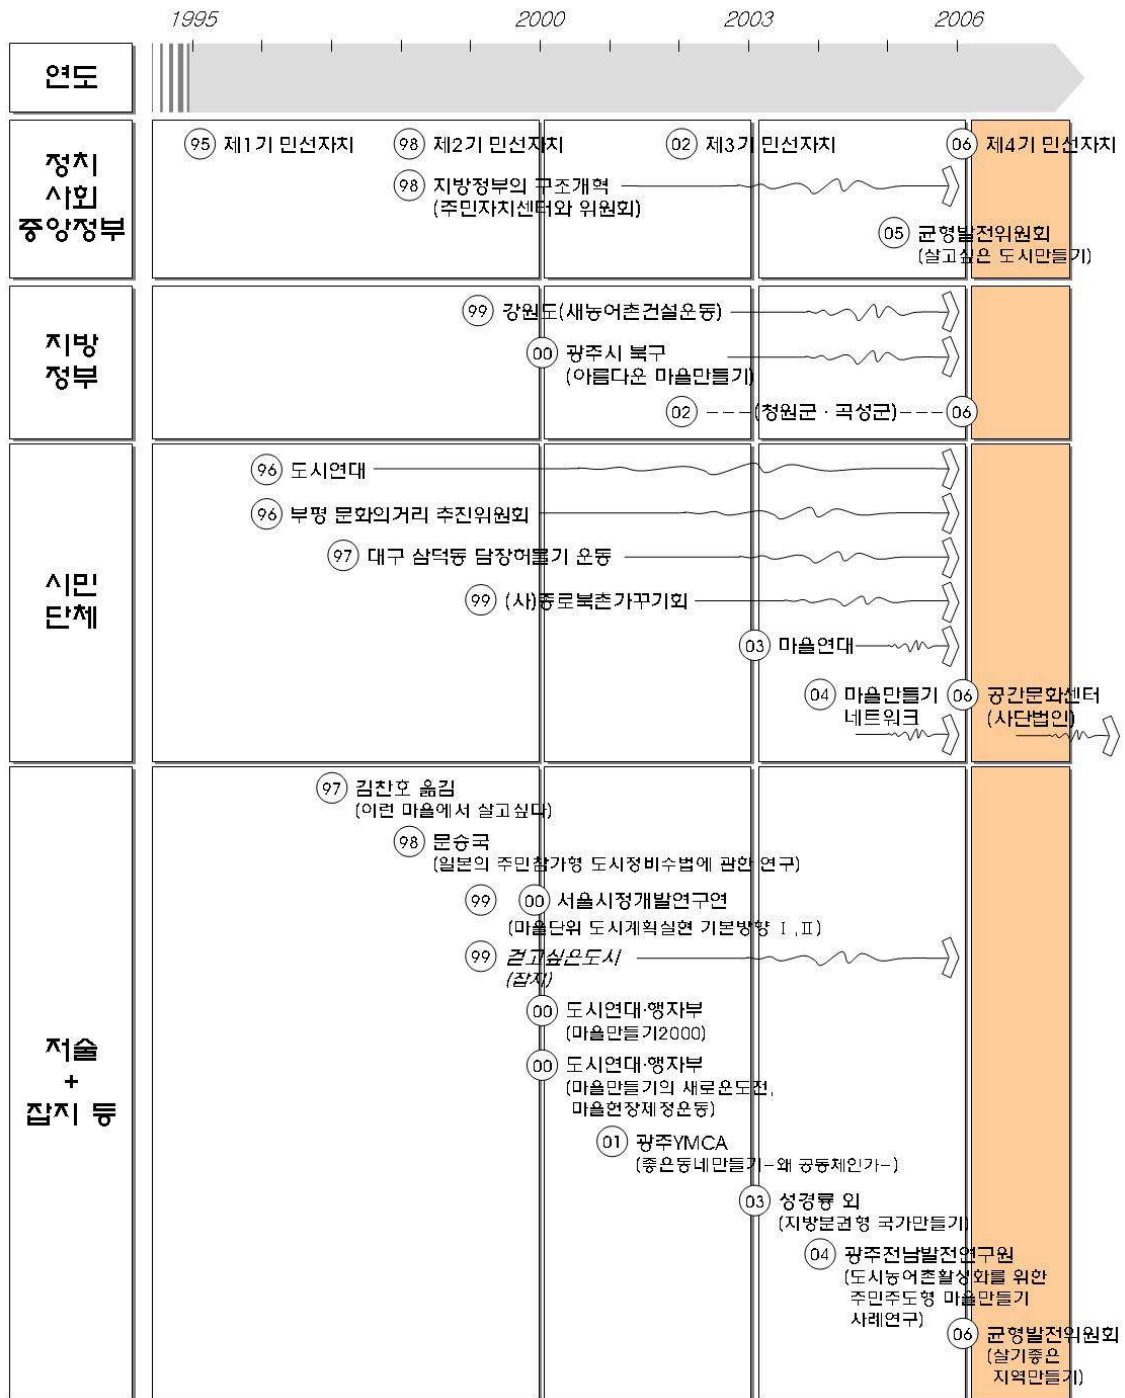 1995 2000 2003 2006
연도
정치
사회
중앙정부
95 제1기 민선자치 98 제2기 민선자치 02 제3기 민선자치 06 제4기 민선자치
98 지방정부의 구조개혁
(주민자치센터와 위원회)
05 균형발전위원회
(살고싶은 도시만들기)
지방
정부
99 강원도(새농어촌건설운동)
00 광주시 북구
(아름다운 마을만들기)
02 ---(청원군 · 곡성군)--- 06
시민
단체
96 도시연대
96 부평 문화의거리 추진위원회
97 대구 삼덕동 담장허물기 운동
99 (사)종로북촌가꾸기회
03 마을연대
04 마을만들기 06 공간문화센터
네트워크 (사단법인)
저술
+
잡지 등
97 김찬호 옮김
(이런 마을에서 살고싶다)
98 문승국
(일본의 주민참가형 도시정비수법에 관한 연구)
99 00 서울시정개발연구연
(마을단위 도시계획실현 기본방향 Ⅰ,Ⅱ)
99 걷고싶은도시
(잡지)
00 도시연대·행자부
(마을만들기2000)
00 도시연대·행자부
(마을만들기의 새로운도전,
마을헌장제정운동)
01 광주YMCA
(좋은동네만들기-왜 공동체인가-)
03 성경륭 외
(지방분권형 국가만들기)
04 광주전남발전연구원
(도시농어촌활성화를 위한
주민주도형 마을만들기
사례연구)
06 균형발전위원회
(살기좋은
지역만들기)